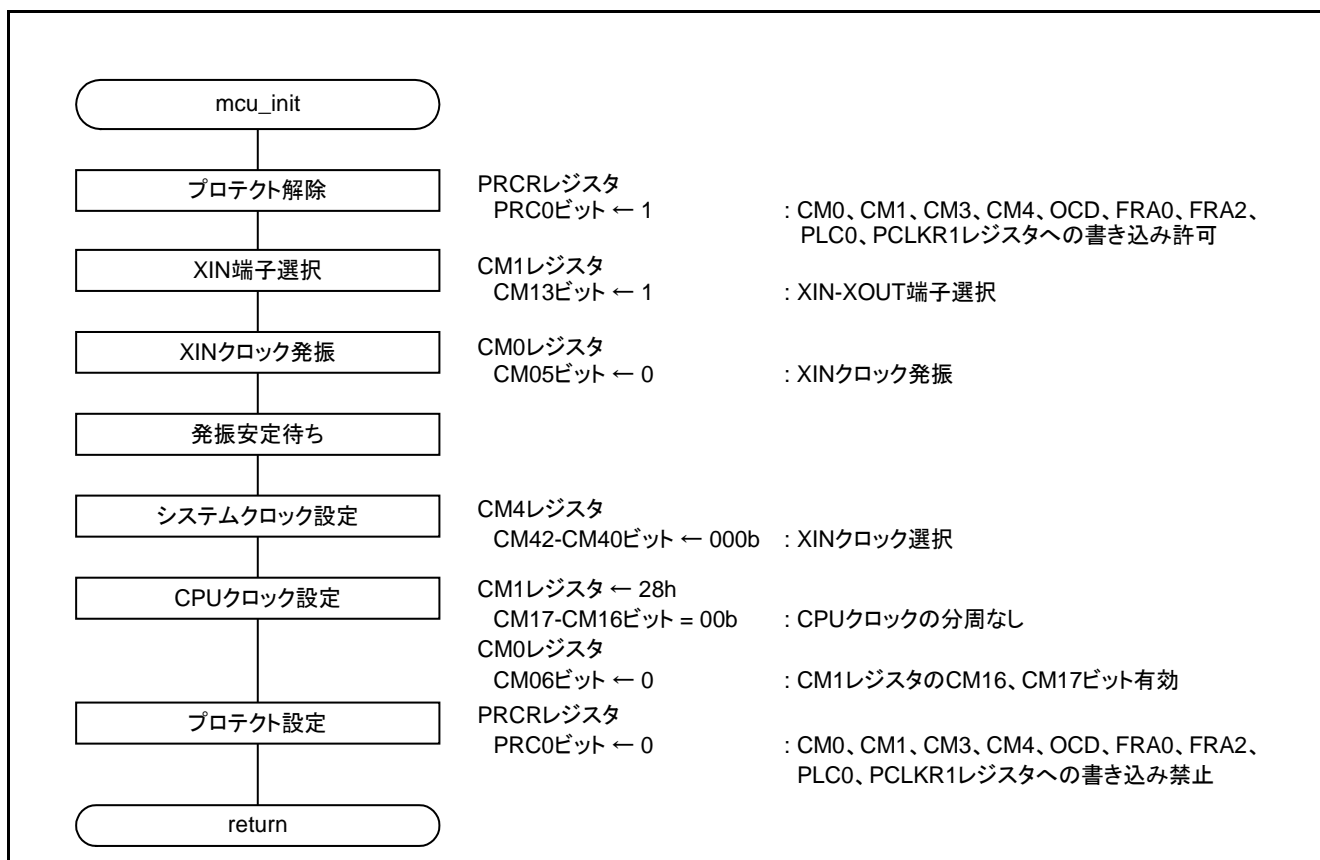 mcu_init
プロテクト解除
PRCRレジスタ
PRC0ビット ← 1 : CM0、CM1、CM3、CM4、OCD、FRA0、FRA2、
PLC0、PCLKR1レジスタへの書き込み許可
XIN端子選択
CM1レジスタ
CM13ビット ← 1 : XIN-XOUT端子選択
XINクロック発振
CM0レジスタ
CM05ビット ← 0 : XINクロック発振
発振安定待ち
システムクロック設定
CM4レジスタ
CM42-CM40ビット ← 000b : XINクロック選択
CPUクロック設定
CM1レジスタ ← 28h
CM17-CM16ビット = 00b : CPUクロックの分周なし
CM0レジスタ
CM06ビット ← 0 : CM1レジスタのCM16、CM17ビット有効
プロテクト設定
PRCRレジスタ
PRC0ビット ← 0 : CM0、CM1、CM3、CM4、OCD、FRA0、FRA2、
PLC0、PCLKR1レジスタへの書き込み禁止
return